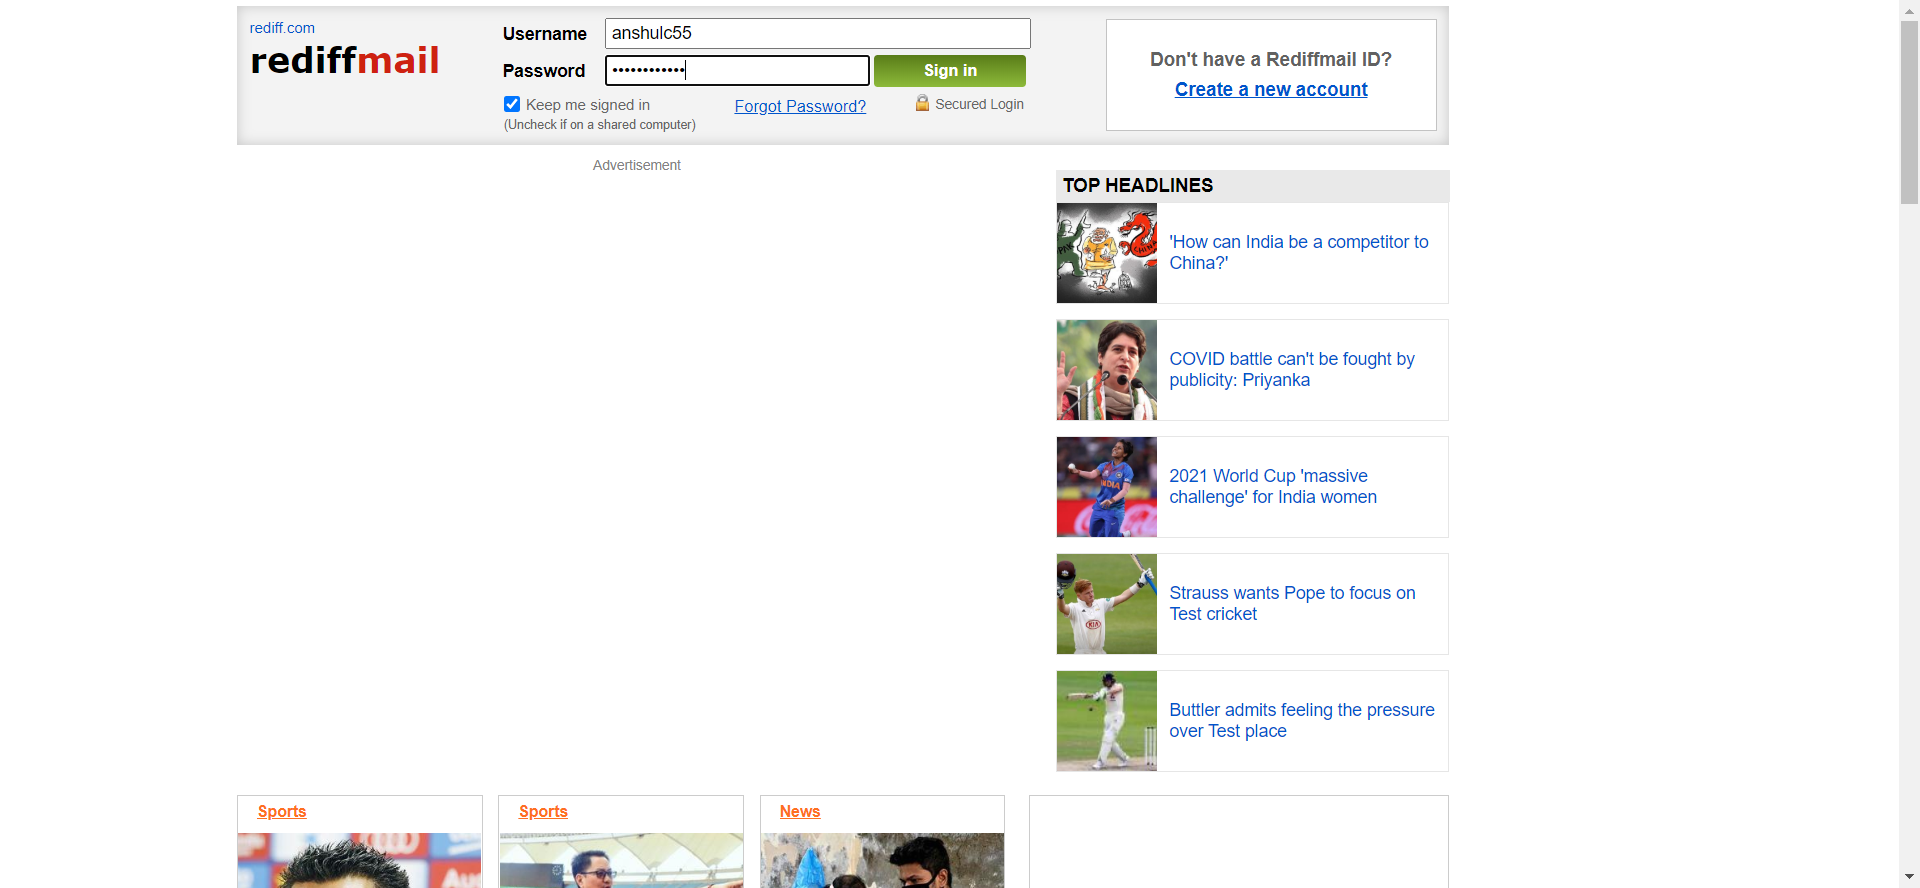 rediff.com
rediffmail
Username
anshulc55
Password
••••••••••••
Sign in
Keep me signed in
(Uncheck if on a shared computer)
Forgot Password?
Secured Login
Don't have a Rediffmail ID?
Create a new account
Advertisement
TOP HEADLINES
'How can India be a competitor to
China?'
COVID battle can't be fought by
publicity: Priyanka
2021 World Cup 'massive
challenge' for India women
Strauss wants Pope to focus on
Test cricket
Buttler admits feeling the pressure
over Test place
Sports
Sports
News